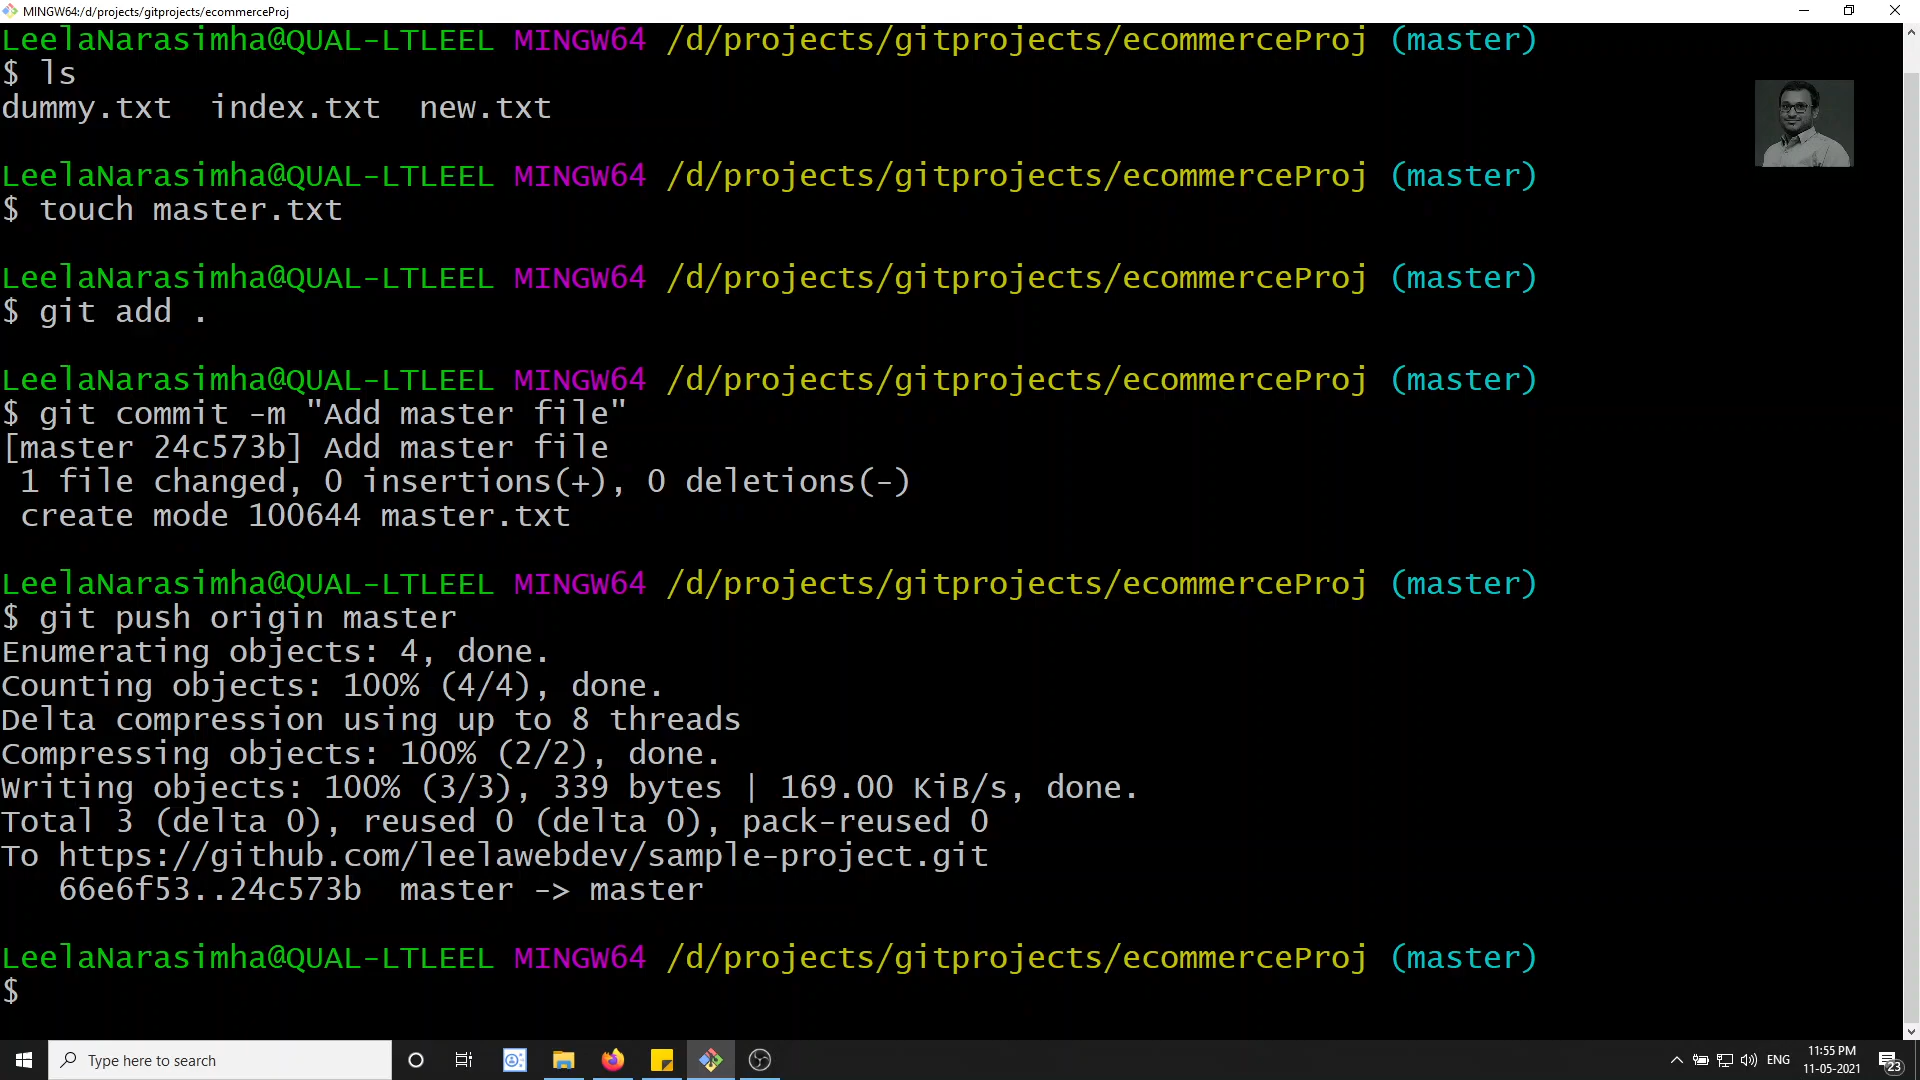 MINGW64:/d/projects/gitprojects/ecommerceProj
LeelaNarasimha@QUAL-LTLEEL MINGW64 /d/projects/gitprojects/ecommerceProj (master)
$ ls
dummy.txt  index.txt  new.txt
LeelaNarasimha@QUAL-LTLEEL MINGW64 /d/projects/gitprojects/ecommerceProj (master)
$ touch master.txt
LeelaNarasimha@QUAL-LTLEEL MINGW64 /d/projects/gitprojects/ecommerceProj (master)
$ git add .
LeelaNarasimha@QUAL-LTLEEL MINGW64 /d/projects/gitprojects/ecommerceProj (master)
$ git commit -m "Add master file"
[master 24c573b] Add master file
 1 file changed, 0 insertions(+), 0 deletions(-)
 create mode 100644 master.txt
LeelaNarasimha@QUAL-LTLEEL MINGW64 /d/projects/gitprojects/ecommerceProj (master)
$ git push origin master
Enumerating objects: 4, done.
Counting objects: 100% (4/4), done.
Delta compression using up to 8 threads
Compressing objects: 100% (2/2), done.
Writing objects: 100% (3/3), 339 bytes | 169.00 KiB/s, done.
Total 3 (delta 0), reused 0 (delta 0), pack-reused 0
To https://github.com/leelawebdev/sample-project.git
   66e6f53..24c573b  master -> master
LeelaNarasimha@QUAL-LTLEEL MINGW64 /d/projects/gitprojects/ecommerceProj (master)
$
Type here to search
ENG
11:55 PM
11-05-2021
23